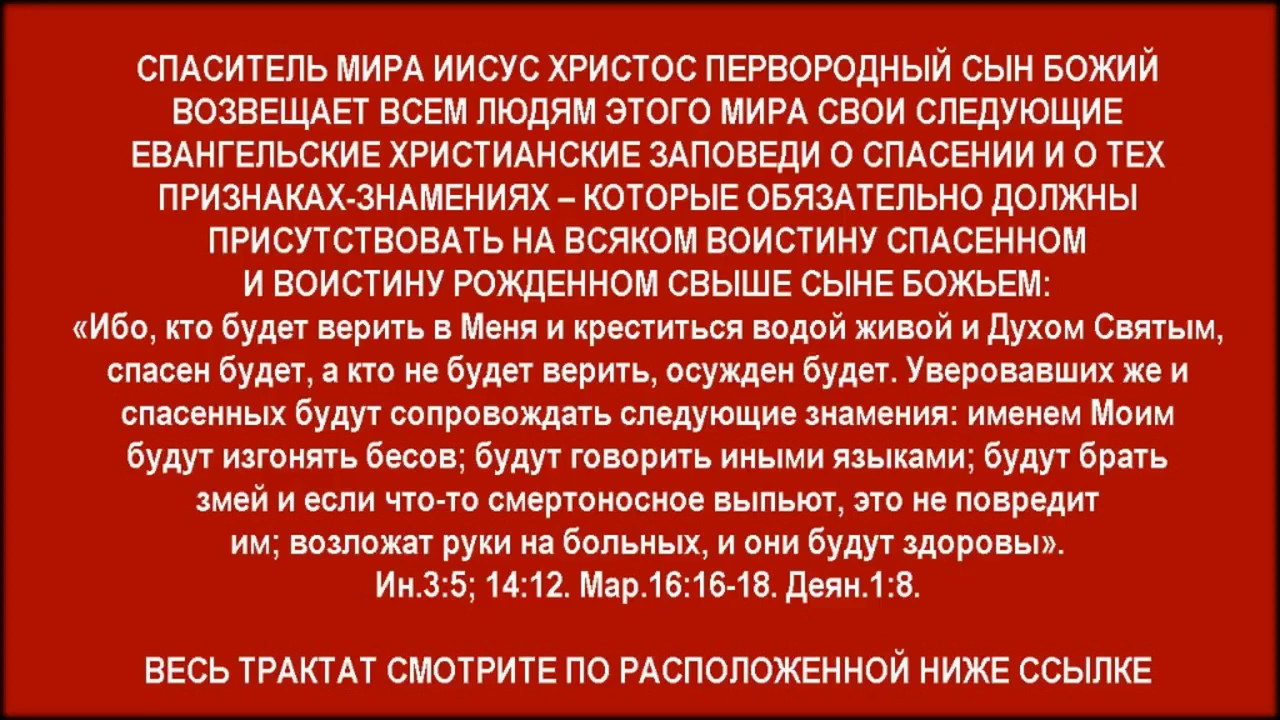 СПАСИТЕЛЬ МИРА ИИСУС ХРИСТОС ПЕРВОРОДНЫЙ СЫН БОЖИЙ
ВОЗВЕЩАЕТ ВСЕМ ЛЮДЯМ ЭТОГО МИРА СВОИ СЛЕДУЮЩИЕ
ЕВАНГЕЛЬСКИЕ ХРИСТИАНСКИЕ ЗАПОВЕДИ О СПАСЕНИИ И О ТЕХ
ПРИЗНАКАХ-ЗНАМЕНИЯХ – КОТОРЫЕ ОБЯЗАТЕЛЬНО ДОЛЖНЫ
ПРИСУТСТВОВАТЬ НА ВСЯКОМ ВОИСТИНУ СПАСЕННОМ
И ВОИСТИНУ РОЖДЕННОМ СВЫШЕ СЫНЕ БОЖЬЕМ:
«Ибо, кто будет верить в Меня и креститься водой живой и Духом Святым,
спасен будет, а кто не будет верить, осужден будет. Уверовавших же и
спасенных будут сопровождать следующие знамения: именем Моим
будут изгонять бесов; будут говорить иными языками; будут брать
змей и если что-то смертоносное выпьют, это не повредит
им; возложат руки на больных, и они будут здоровы».
Ин.3:5; 14:12. Мар.16:16-18. Деян.1:8.
ВЕСЬ ТРАКТАТ СМОТРИТЕ ПО РАСПОЛОЖЕННОЙ НИЖЕ ССЫЛКЕ